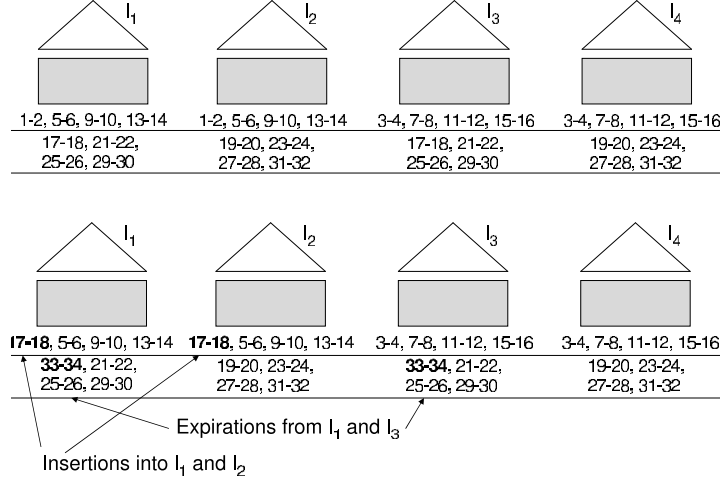 I1 I2 I3 I4
1-2, 5-6, 9-10, 13-14 1-2, 5-6, 9-10, 13-14 3-4, 7-8, 11-12, 15-16 3-4, 7-8, 11-12, 15-16
17-18, 21-22, 19-20, 23-24, 17-18, 21-22, 19-20, 23-24,
25-26, 29-30 27-28, 31-32 25-26, 29-30 27-28, 31-32
I1 I2 I3 I4
17-18, 5-6, 9-10, 13-14 17-18, 5-6, 9-10, 13-14 3-4, 7-8, 11-12, 15-16 3-4, 7-8, 11-12, 15-16
33-34, 21-22, 19-20, 23-24, 33-34, 21-22, 19-20, 23-24,
25-26, 29-30 27-28, 31-32 25-26, 29-30 27-28, 31-32
Expirations from I1 and I3
Insertions into I1 and I2